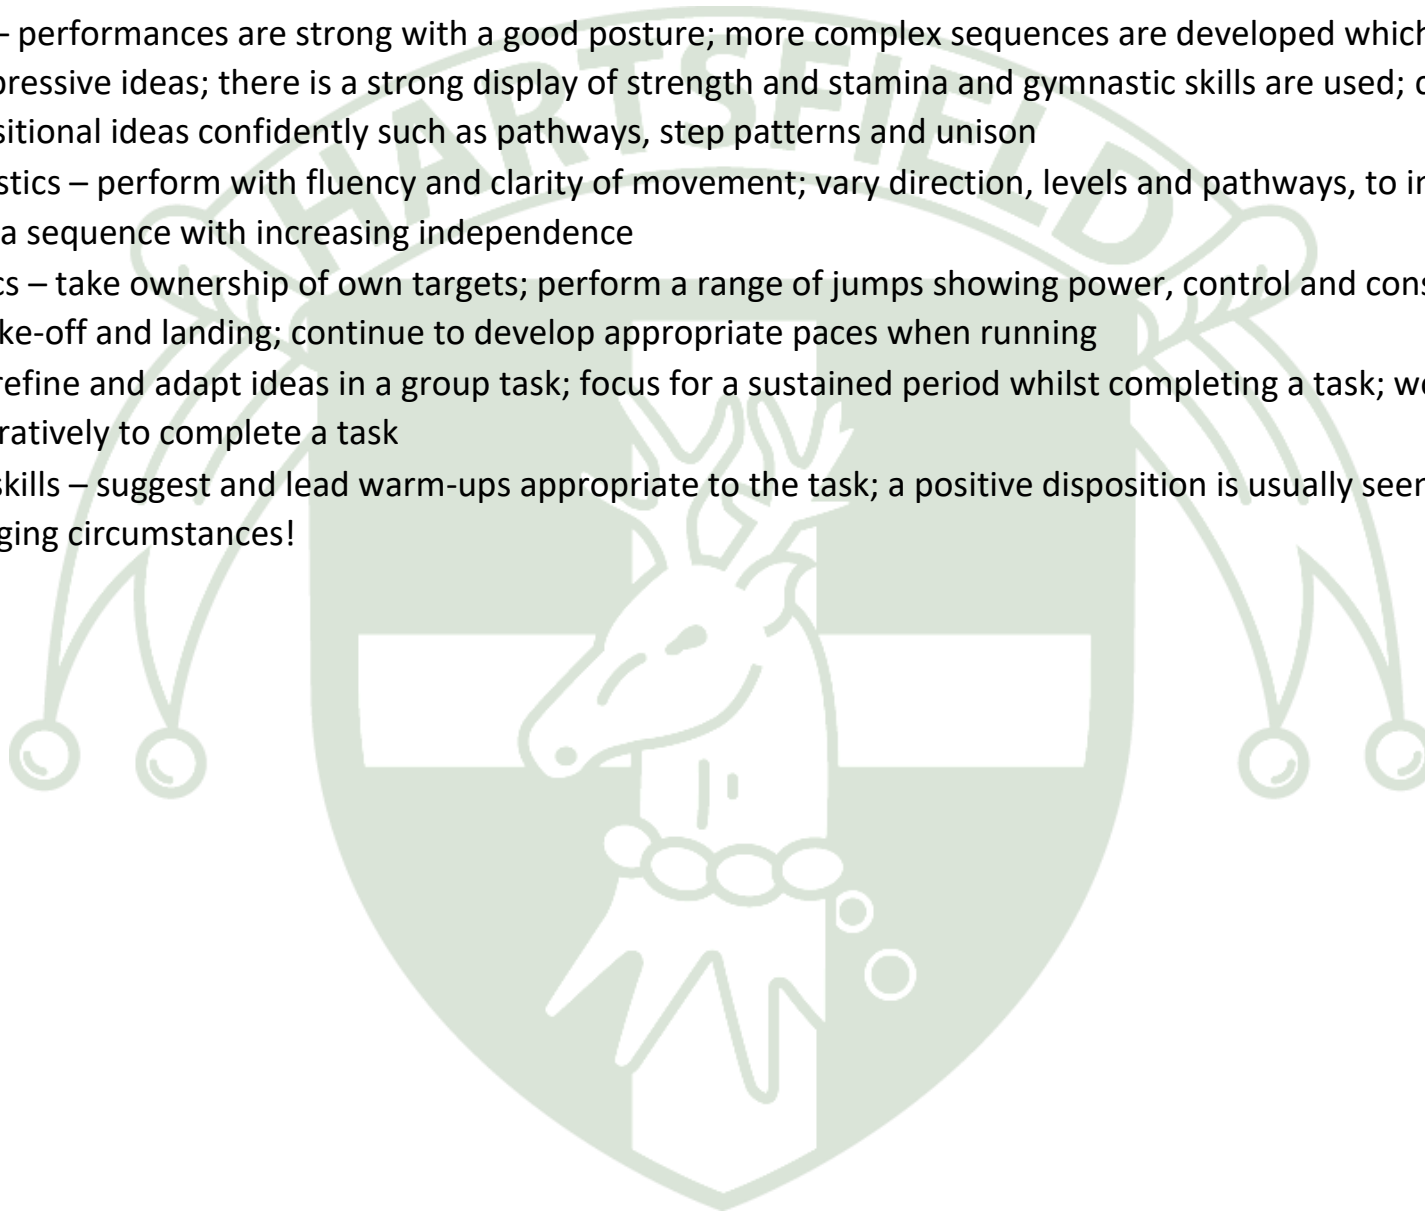 – performances are strong with a good posture; more complex sequences are developed which
pressive ideas; there is a strong display of strength and stamina and gymnastic skills are used;
sitional ideas confidently such as pathways, step patterns and unison
stics – perform with fluency and clarity of movement; vary direction, levels and pathways, to
a sequence with increasing independence
cs – take ownership of own targets; perform a range of jumps showing power, control and cons
ke-off and landing; continue to develop appropriate paces when running
refine and adapt ideas in a group task; focus for a sustained period whilst completing a task;
ratively to complete a task
skills – suggest and lead warm-ups appropriate to the task; a positive disposition is usually seen
ging circumstances!
HARTSFIELD